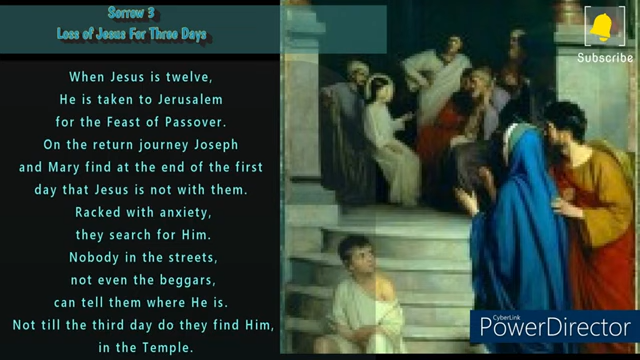 Sorrow 3
Loss of Jesus For Three Days
When Jesus is twelve,
He is taken to Jerusalem
for the Feast of Passover.
On the return journey Joseph
and Mary find at the end of the first
day that Jesus is not with them.
Racked with anxiety,
they search for Him.
Nobody in the streets,
not even the beggars,
can tell them where He is.
Not till the third day do they find Him,
in the Temple.
Subscribe
CyberLink
PowerDirector